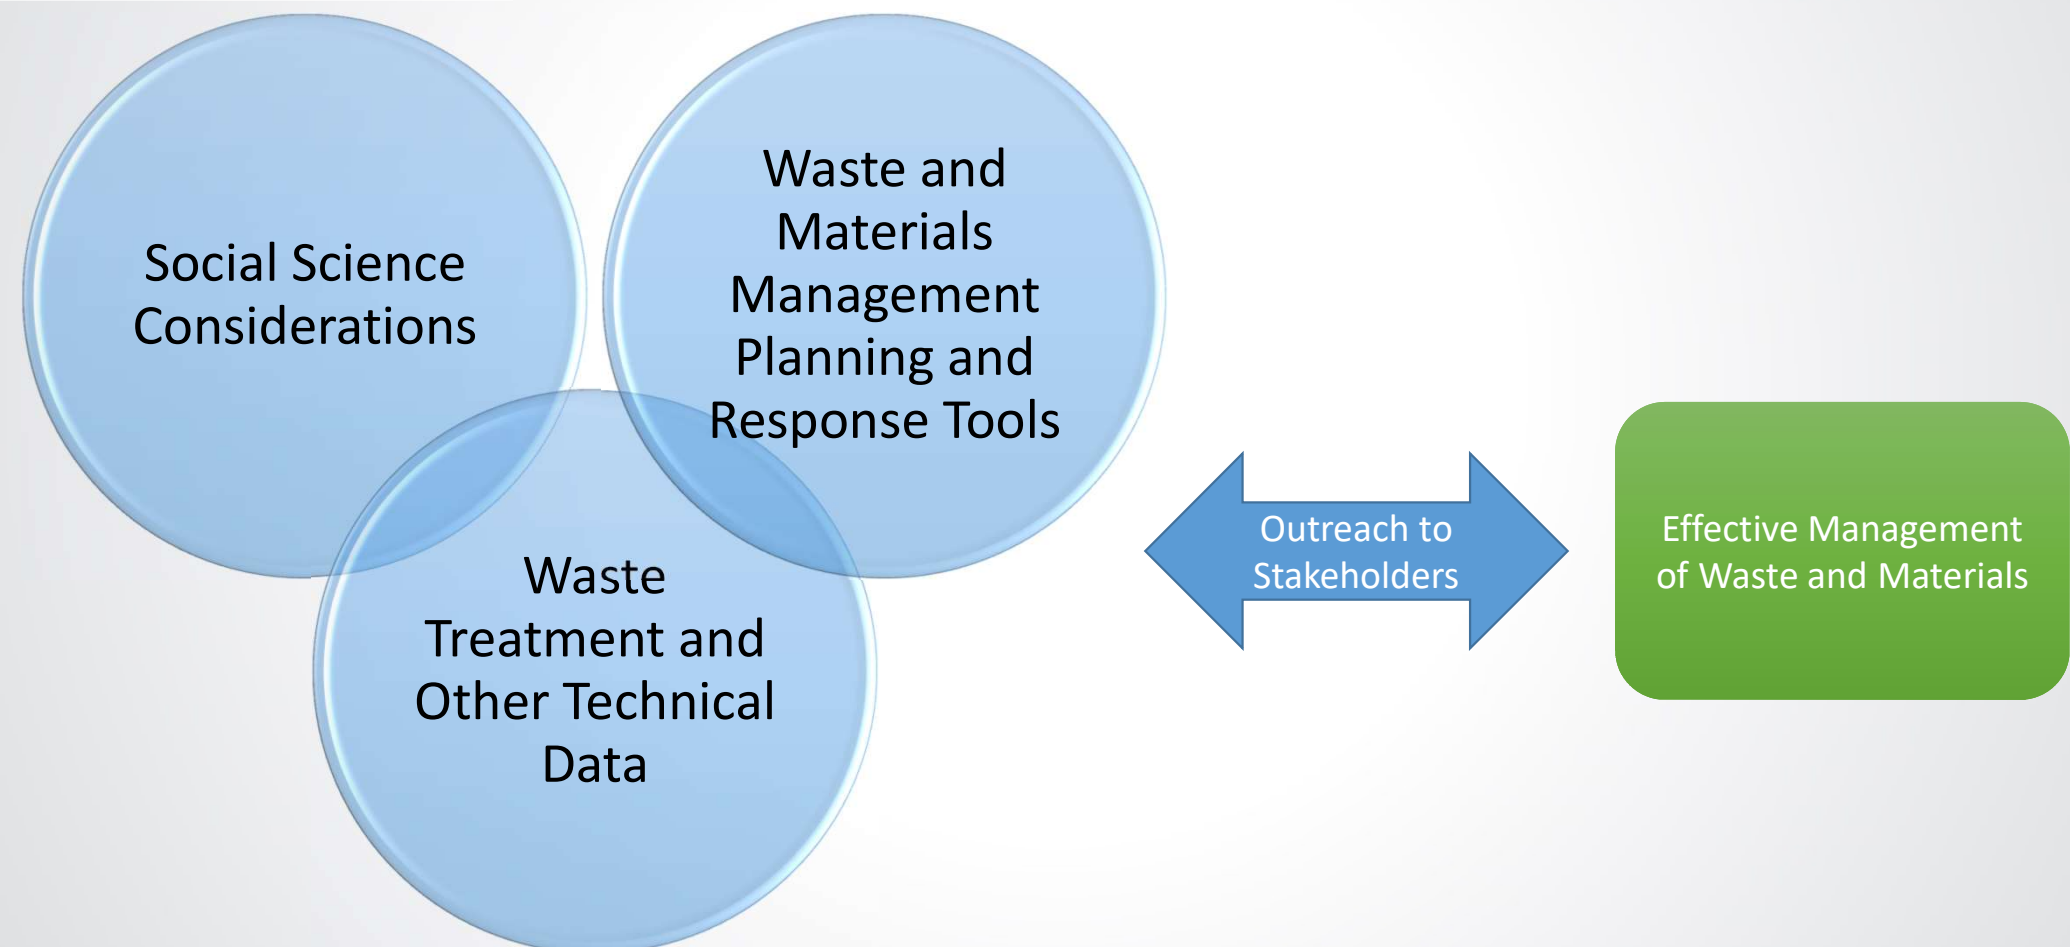 Social Science
Considerations
Waste and
Materials
Management
Planning and
Response Tools
Waste
Treatment and
Other Technical
Data
Outreach to
Stakeholders
Effective Management
of Waste and Materials